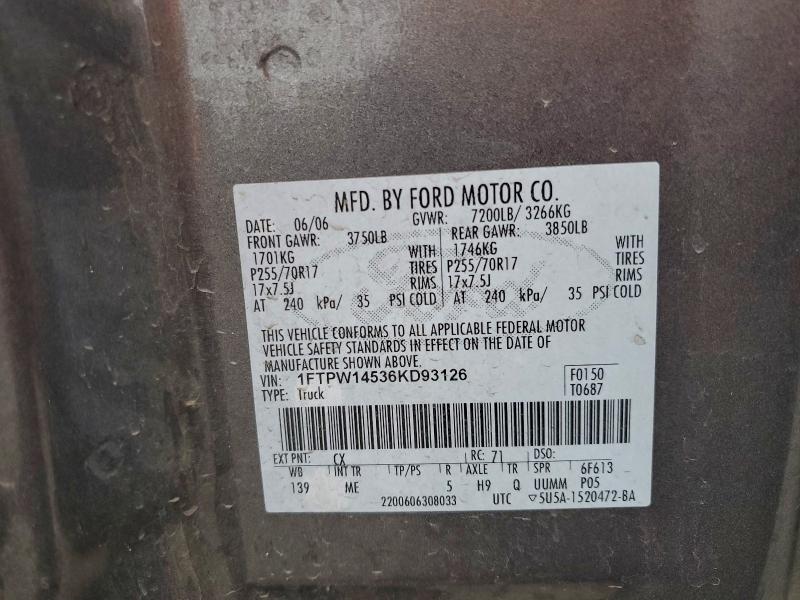 MFD. BY FORD MOTOR CO.
DATE: 06/06 GVWR: 7200LB/ 3266KG
FRONT GAWR: 3750LB REAR GAWR: 3850LB
1701KG WITH 1746KG WITH
P255/70R17 TIRES P255/70R17 TIRES
17x7.5J RIMS 17x7.5J RIMS
AT 240 kPa/ 35 PSI COLD AT 240 kPa/ 35 PSI COLD
THIS VEHICLE CONFORMS TO ALL APPLICABLE FEDERAL MOTOR
VEHICLE SAFETY STANDARDS IN EFFECT ON THE DATE OF
MANUFACTURE SHOWN ABOVE.
VIN: 1FTPW14536KD93126 F0150
TYPE: Truck T0687
EXT PNT: CX RC: 71 DSO:
WB INT TR TP/PS R AXLE TR SPR 6F613
139 ME 5 H9 Q UUMM P05
2200606308033 UTC ▽5U5A-1520472-BA